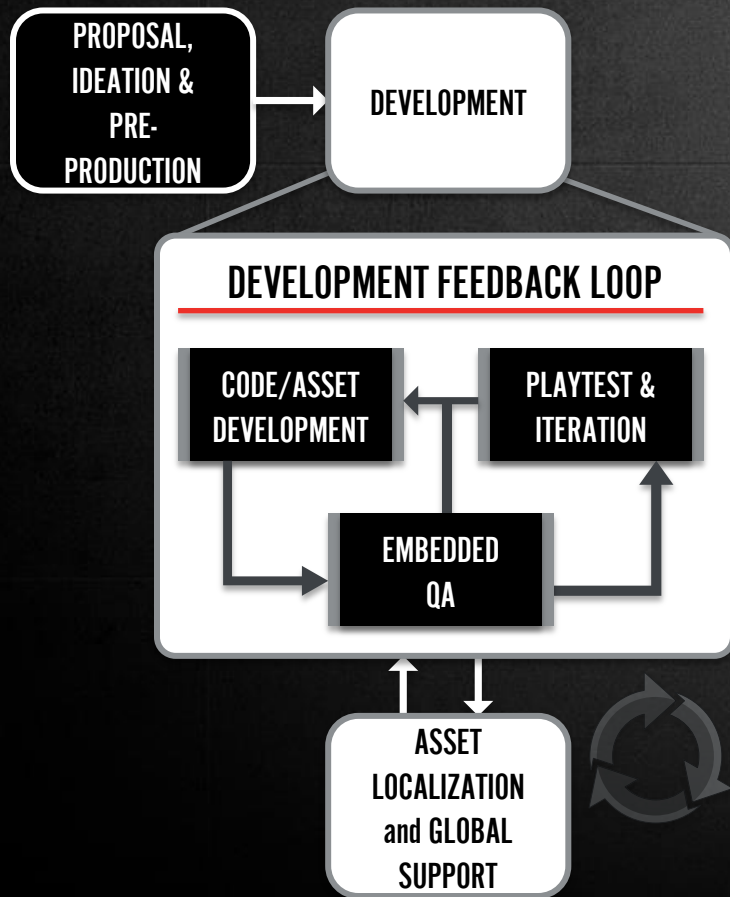 PROPOSAL,
IDEATION &
PRE-
PRODUCTION
DEVELOPMENT
DEVELOPMENT FEEDBACK LOOP
CODE/ASSET
DEVELOPMENT
PLAYTEST &
ITERATION
EMBEDDED
QA
ASSET
LOCALIZATION
and GLOBAL
SUPPORT